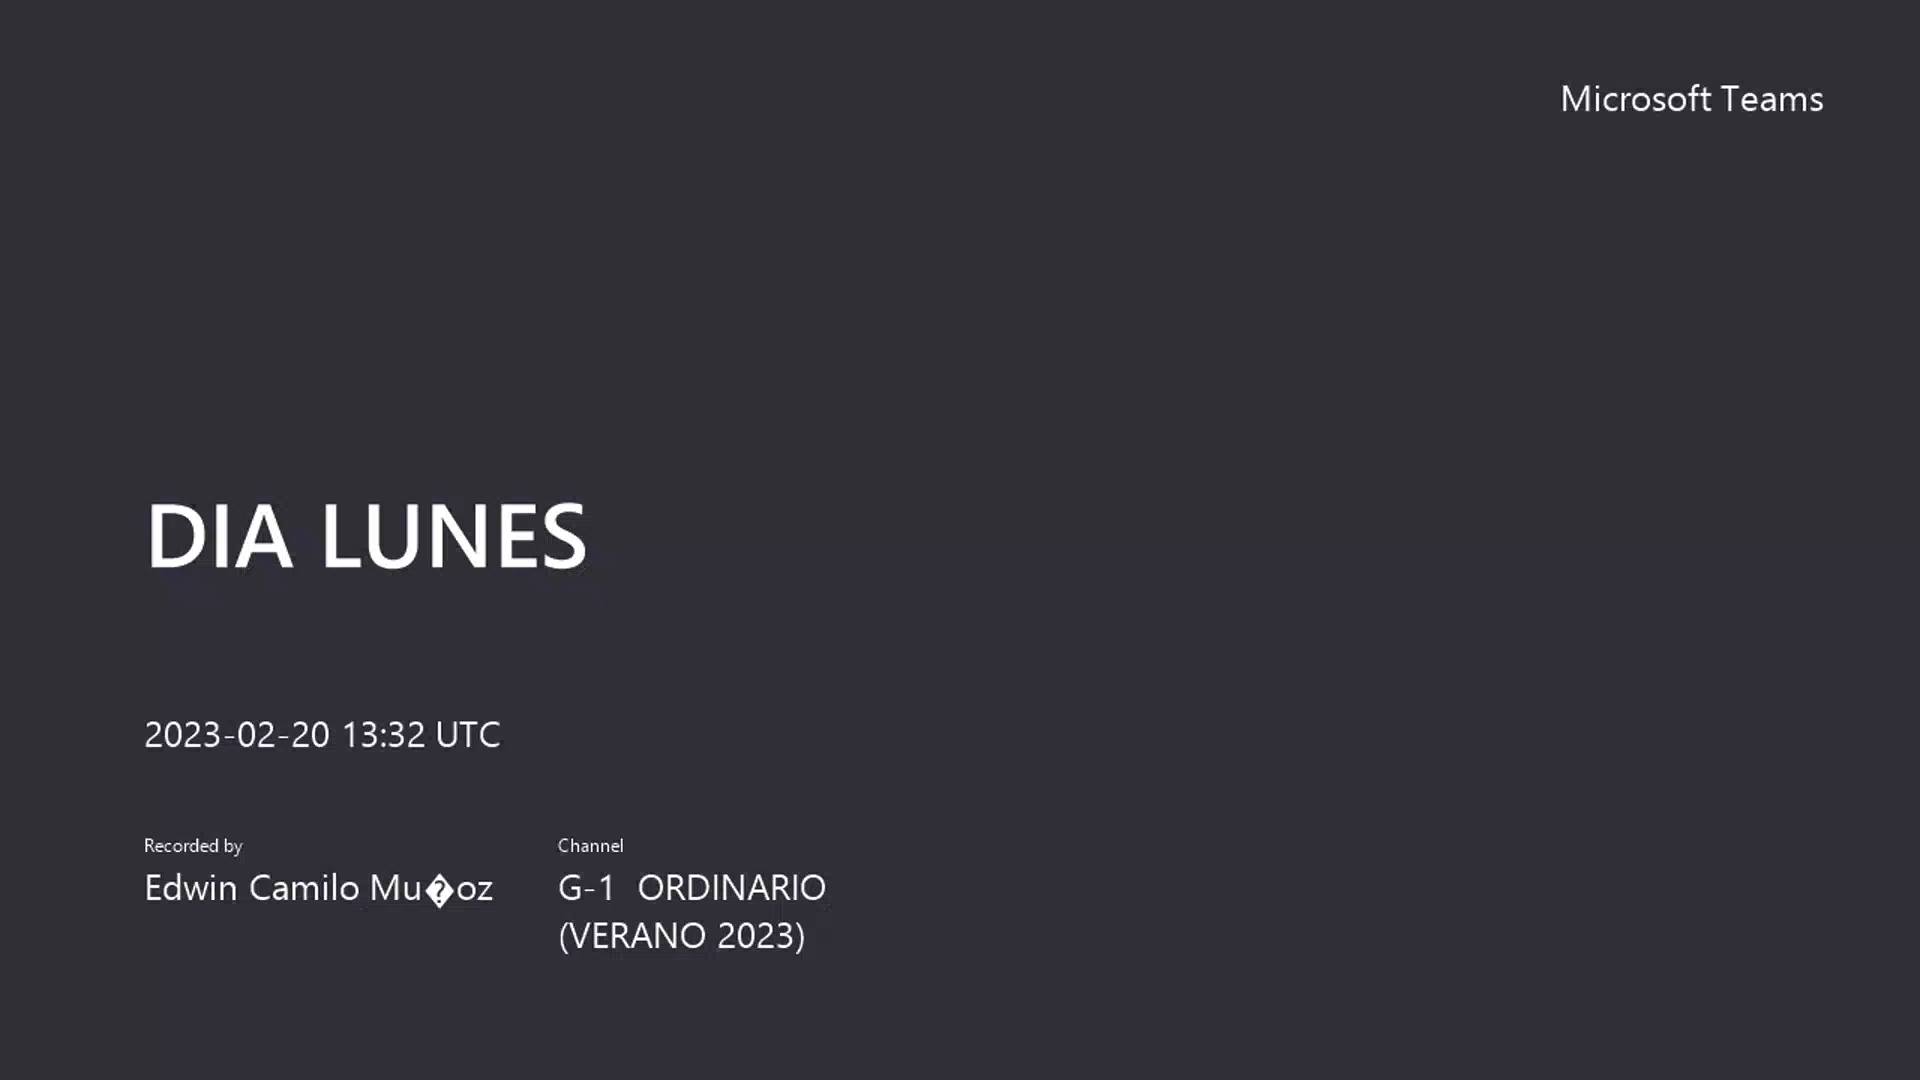 Microsoft Teams
DIA LUNES
2023-02-20 13:32 UTC
Recorded by
Edwin Camilo Mu�oz
Channel
G-1  ORDINARIO
(VERANO 2023)